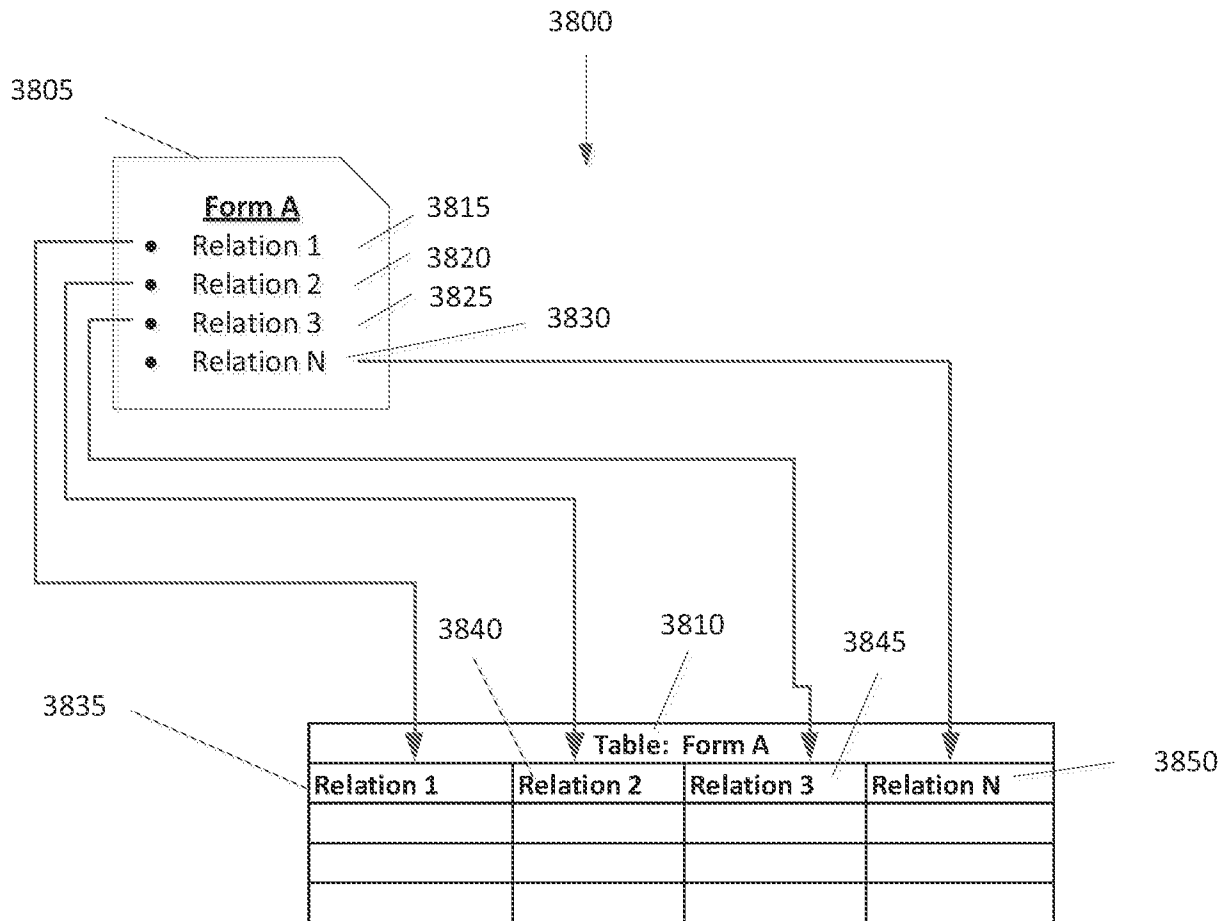 3800
3805
Form A
• Relation 1
3815
• Relation 2
3820
• Relation 3
3825
• Relation N
3830
3840
3810
3845
3835
Table: Form A
3850
Relation 1 Relation 2 Relation 3 Relation N